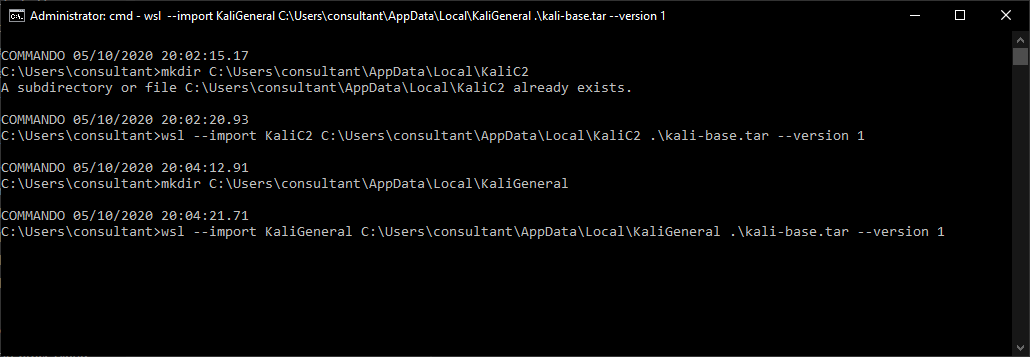 Administrator: cmd - wsl  --import KaliGeneral C:\Users\consultant\AppData\Local\KaliGeneral .\kali-base.tar --version 1
COMMANDO 05/10/2020 20:02:15.17
C:\Users\consultant>mkdir C:\Users\consultant\AppData\Local\KaliC2
A subdirectory or file C:\Users\consultant\AppData\Local\KaliC2 already exists.
COMMANDO 05/10/2020 20:02:20.93
C:\Users\consultant>wsl --import KaliC2 C:\Users\consultant\AppData\Local\KaliC2 .\kali-base.tar --version 1
COMMANDO 05/10/2020 20:04:12.91
C:\Users\consultant>mkdir C:\Users\consultant\AppData\Local\KaliGeneral
COMMANDO 05/10/2020 20:04:21.71
C:\Users\consultant>wsl --import KaliGeneral C:\Users\consultant\AppData\Local\KaliGeneral .\kali-base.tar --version 1